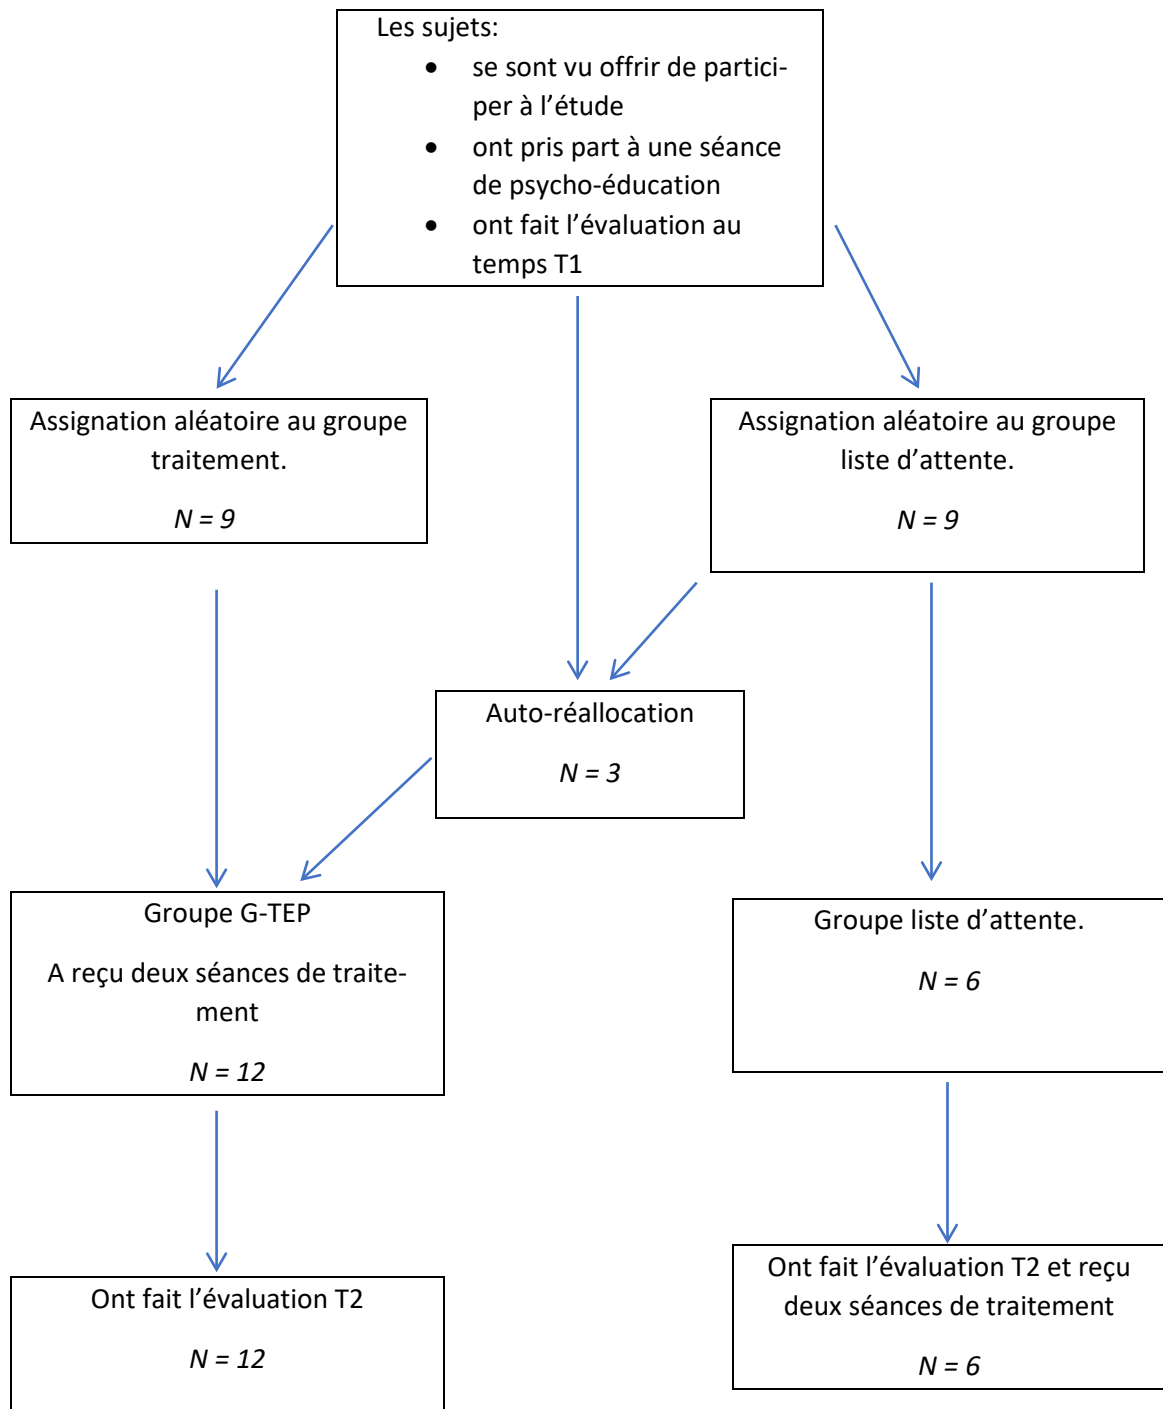 Les sujets:
• se sont vu offrir de partici-
per à l’étude
• ont pris part à une séance
de psycho-éducation
• ont fait l’évaluation au
temps T1
Assignation aléatoire au groupe
traitement.
N = 9
Assignation aléatoire au groupe
liste d’attente.
N = 9
Auto-réallocation
N = 3
Groupe G-TEP
A reçu deux séances de traite-
ment
N = 12
Groupe liste d’attente.
N = 6
Ont fait l’évaluation T2
N = 12
Ont fait l’évaluation T2 et reçu
deux séances de traitement
N = 6